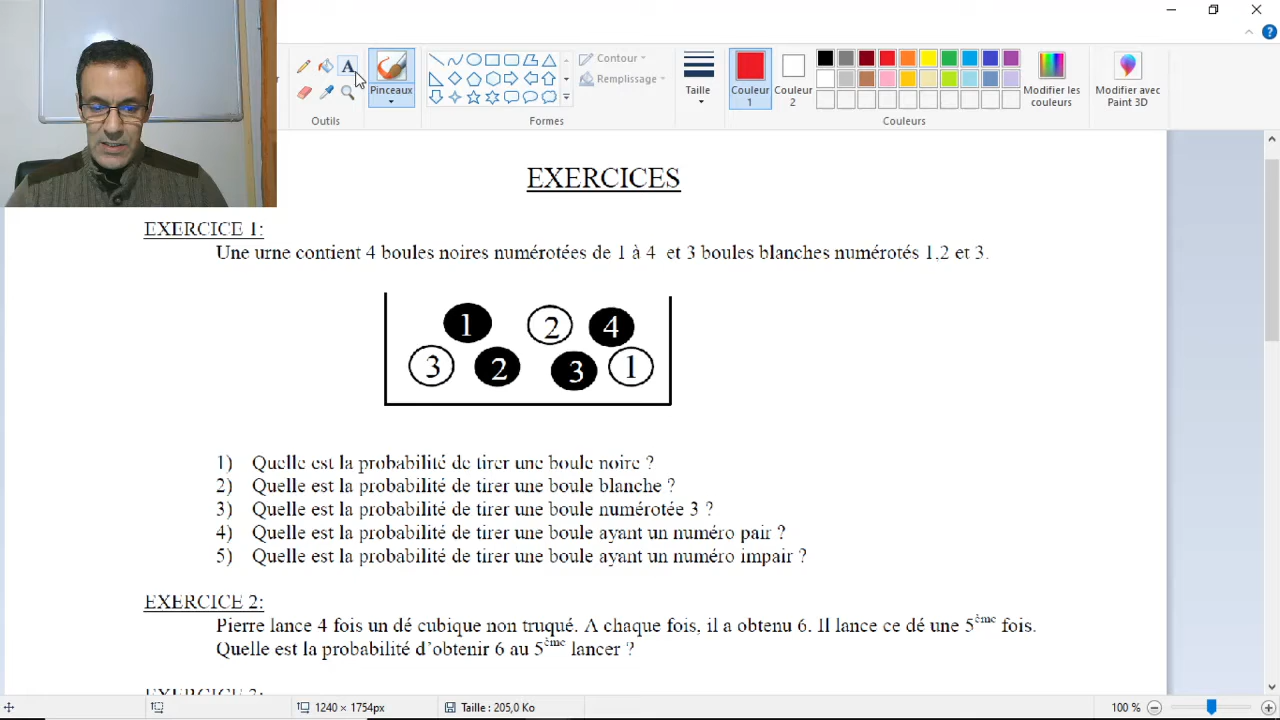 A
Pinceaux
Contour
Remplissage
Taille
Couleur
1
Couleur
2
Modifier les
couleurs
Modifier avec
Paint 3D
Outils
Formes
Couleurs
EXERCICES
EXERCICE 1:
Une urne contient 4 boules noires numérotées de 1 à 4 et 3 boules blanches numérotés 1,2 et 3.
1 2 4
3 2 3 1
1) Quelle est la probabilité de tirer une boule noire ?
2) Quelle est la probabilité de tirer une boule blanche ?
3) Quelle est la probabilité de tirer une boule numérotée 3 ?
4) Quelle est la probabilité de tirer une boule ayant un numéro pair ?
5) Quelle est la probabilité de tirer une boule ayant un numéro impair ?
EXERCICE 2:
Pierre lance 4 fois un dé cubique non truqué. A chaque fois, il a obtenu 6. Il lance ce dé une 5ème fois.
Quelle est la probabilité d'obtenir 6 au 5ème lancer ?
EXERCICE 3:
1240 × 1754px
Taille : 205,0 Ko
100 %